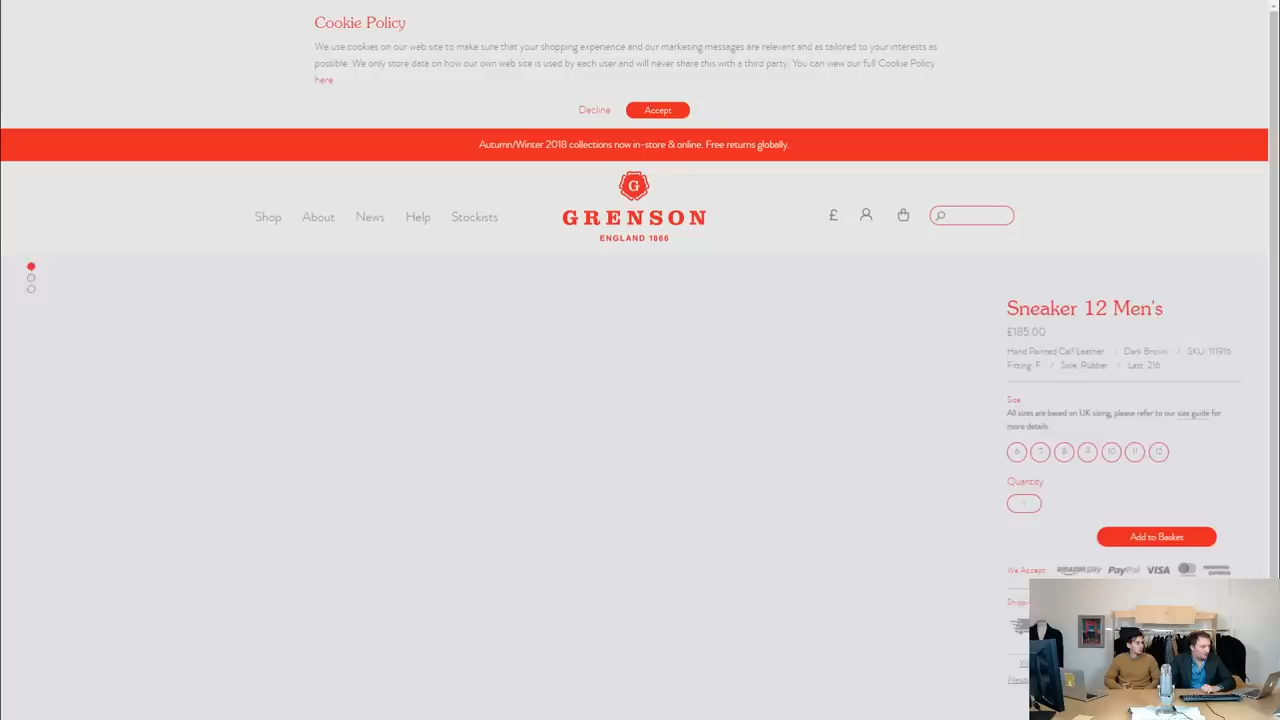 Cookie Policy
We use cookies on our web site to make sure that your shopping experience and our marketing messages are relevant and as tailored to your interests as
possible. We only store data on how our own web site is used by each user and will never share this with a third party. You can view our full Cookie Policy
here
Decline Accept
Autumn/Winter 2018 collections now in-store & online. Free returns globally.
Shop About News Help Stockists
G
GRENSON
ENGLAND 1866
£
Sneaker 12 Men's
£185.00
Hand Painted Calf Leather / Dark Brown / SKU: 111916
Fitting: F / Sole: Rubber / Last: 216
Size
All sizes are based on UK sizing, please refer to our size guide for
more details.
6 7 8 9 10 11 12
Quantity
1
Add to Basket
We Accept: amazon pay PayPal VISA